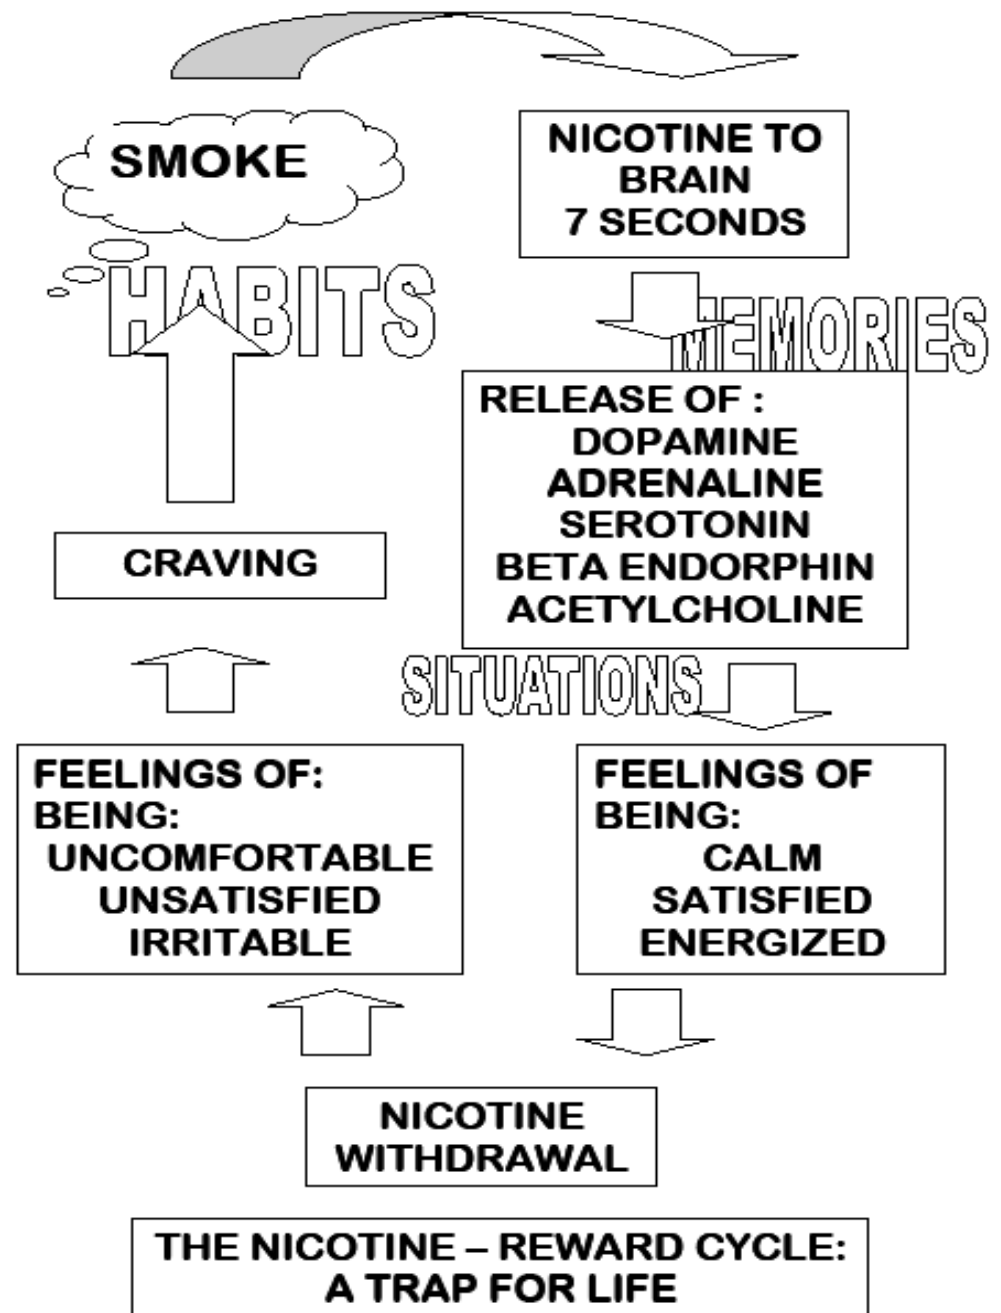 SMOKE
HABITS
NICOTINE TO
BRAIN
7 SECONDS
MEMORIES
RELEASE OF :
DOPAMINE
ADRENALINE
SEROTONIN
BETA ENDORPHIN
ACETYLCHOLINE
SITUATIONS
CRAVING
FEELINGS OF:
BEING:
UNCOMFORTABLE
UNSATISFIED
IRRITABLE
FEELINGS OF
BEING:
CALM
SATISFIED
ENERGIZED
NICOTINE
WITHDRAWAL
THE NICOTINE – REWARD CYCLE:
A TRAP FOR LIFE